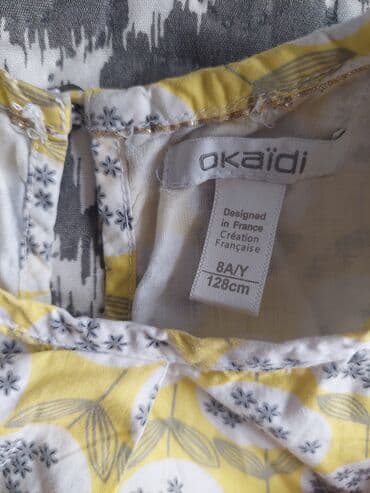 oKaïdi
Designed
in France
Création
Française
8A/Y
128cm